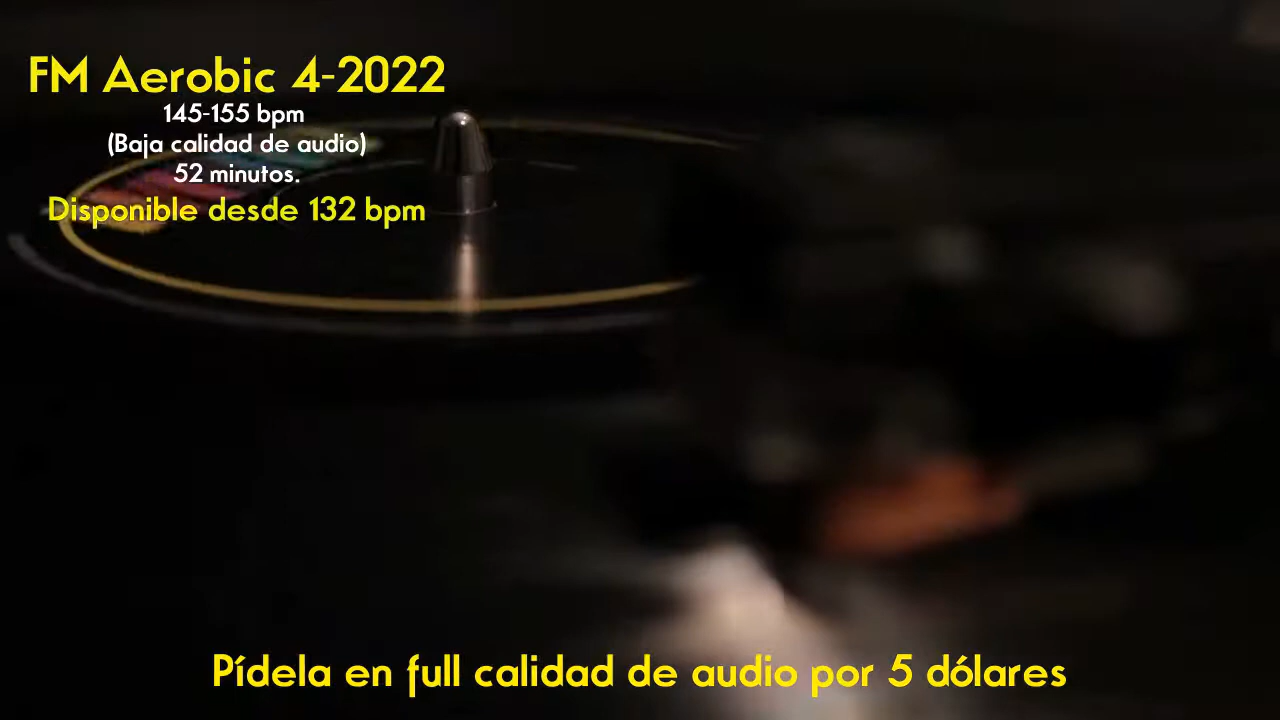 FM Aerobic 4-2022
145-155 bpm
(Baja calidad de audio)
52 minutos.
Disponible desde 132 bpm
Pídela en full calidad de audio por 5 dólares